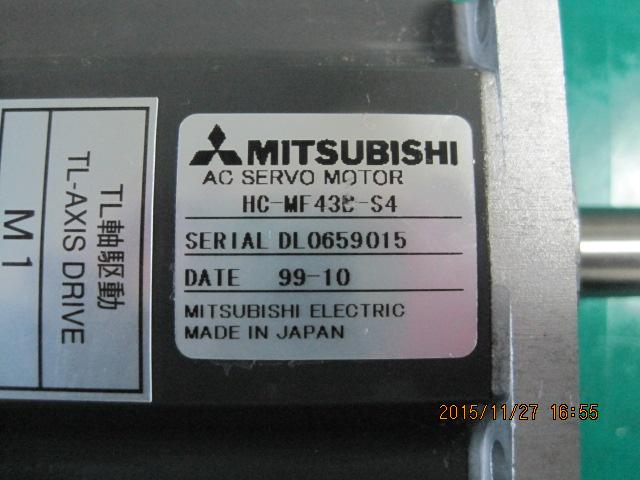 MITSUBISHI
AC SERVO MOTOR
HC-MF43B-S4
SERIAL DL0659015
DATE 99-10
MITSUBISHI ELECTRIC
MADE IN JAPAN
TL軸駆動
TL-AXIS DRIVE
M1
2015/11/27 16:55